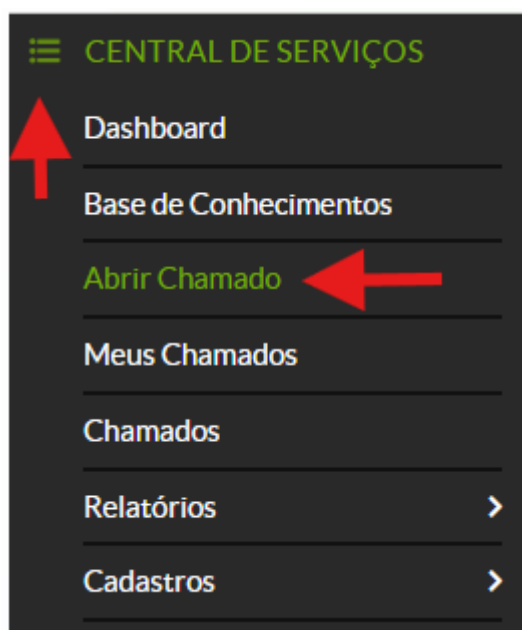 CENTRAL DE SERVIÇOS
Dashboard
Base de Conhecimentos
Abrir Chamado
Meus Chamados
Chamados
Relatórios
Cadastros